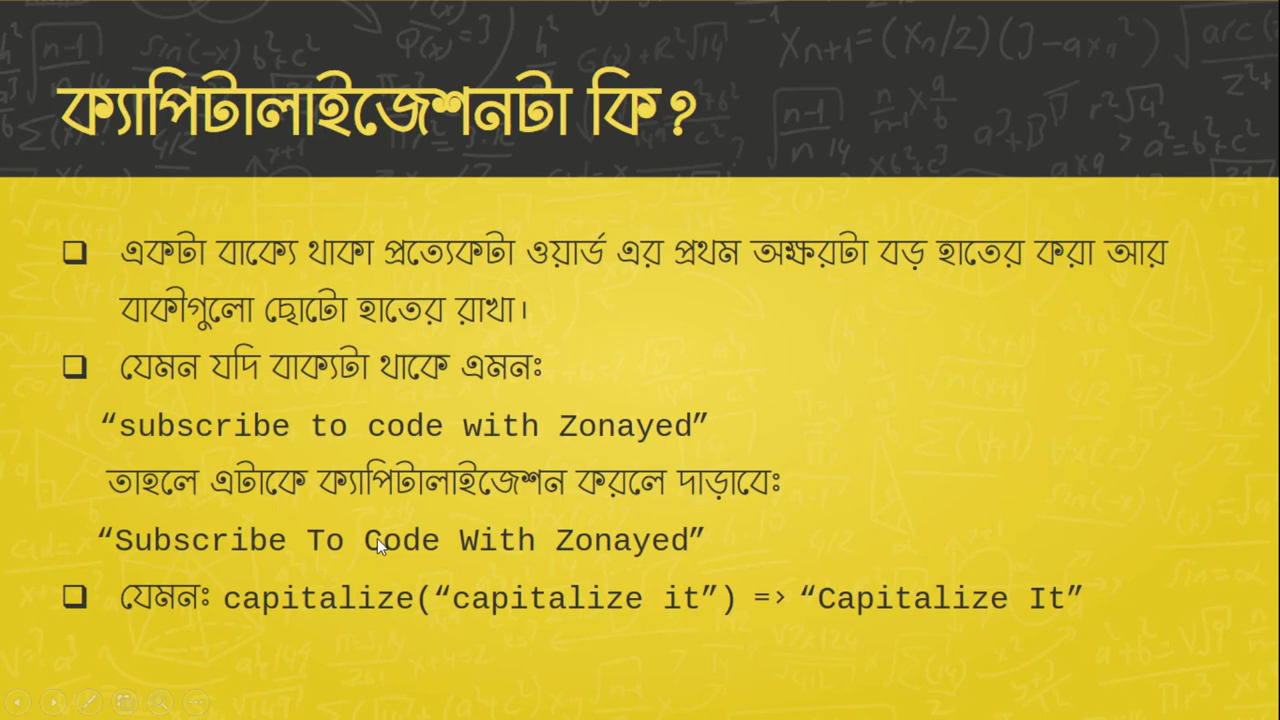 ক্যাপিটালাইজেশনটা কি?
❑ একটা বাক্যে থাকা প্রত্যেকটা ওয়ার্ড এর প্রথম অক্ষরটা বড় হাতের করা আর
বাকীগুলো ছোটো হাতের রাখা।
❑ যেমন যদি বাক্যটা থাকে এমনঃ
“subscribe to code with Zonayed”
তাহলে এটাকে ক্যাপিটালাইজেশন করলে দাড়াবেঃ
“Subscribe To Code With Zonayed”
❑ যেমনঃ capitalize(“capitalize it”) => “Capitalize It”